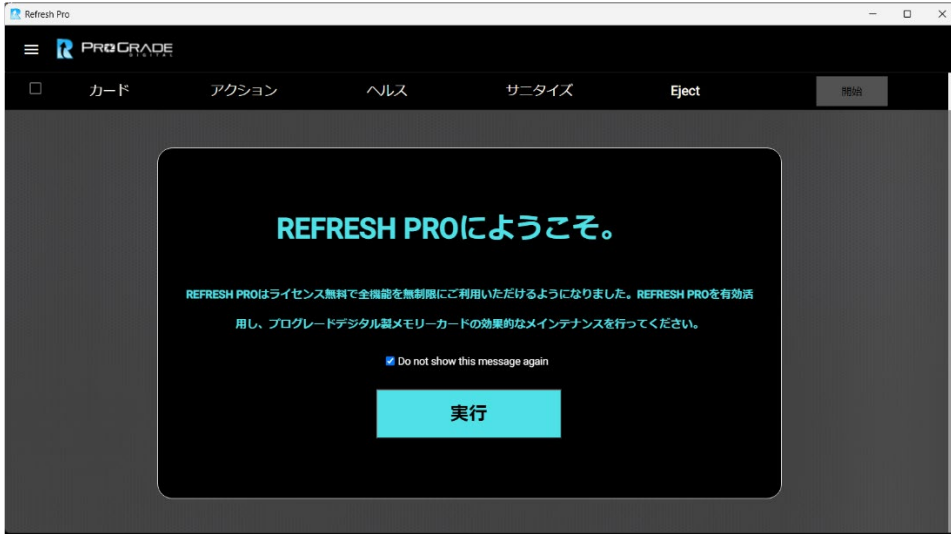 Refresh Pro
PROGRADE
DIGITAL
カード アクション ヘルス サニタイズ Eject 開始
REFRESH PROにようこそ。
REFRESH PROはライセンス無料で全機能を無制限にご利用いただけるようになりました。REFRESH PROを有効活
用し、プログレードデジタル製メモリーカードの効果的なメインテナンスを行ってください。
Do not show this message again
実行